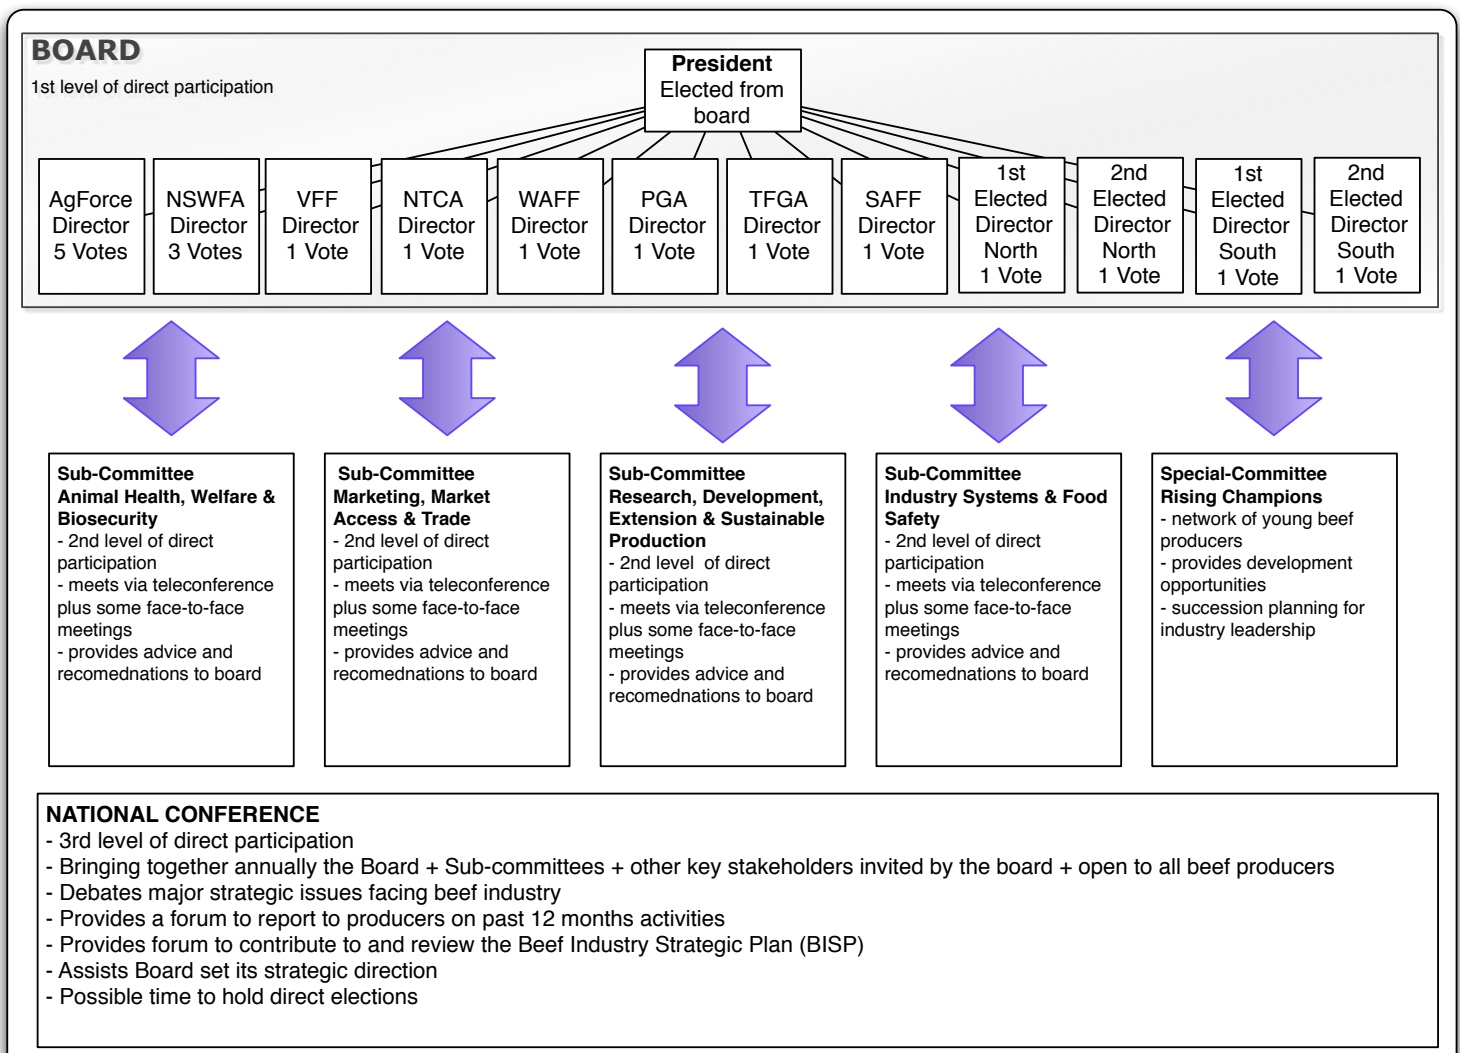 BOARD
1st level of direct participation
President
Elected from
board
AgForce
Director
5 Votes
NSWFA
Director
3 Votes
VFF
Director
1 Vote
NTCA
Director
1 Vote
WAFF
Director
1 Vote
PGA
Director
1 Vote
TFGA
Director
1 Vote
SAFF
Director
1 Vote
1st
Elected
Director
North
1 Vote
2nd
Elected
Director
North
1 Vote
1st
Elected
Director
South
1 Vote
2nd
Elected
Director
South
1 Vote
Sub-Committee
Animal Health, Welfare &
Biosecurity
- 2nd level of direct
participation
- meets via teleconference
plus some face-to-face
meetings
- provides advice and
recomednations to board
Sub-Committee
Marketing, Market
Access & Trade
- 2nd level of direct
participation
- meets via teleconference
plus some face-to-face
meetings
- provides advice and
recomednations to board
Sub-Committee
Research, Development,
Extension & Sustainable
Production
- 2nd level of direct
participation
- meets via teleconference
plus some face-to-face
meetings
- provides advice and
recomednations to board
Sub-Committee
Industry Systems & Food
Safety
- 2nd level of direct
participation
- meets via teleconference
plus some face-to-face
meetings
- provides advice and
recomednations to board
Special-Committee
Rising Champions
- network of young beef
producers
- provides development
opportunities
- succession planning for
industry leadership
NATIONAL CONFERENCE
- 3rd level of direct participation
- Bringing together annually the Board + Sub-committees + other key stakeholders invited by the board + open to all beef producers
- Debates major strategic issues facing beef industry
- Provides a forum to report to producers on past 12 months activities
- Provides forum to contribute to and review the Beef Industry Strategic Plan (BISP)
- Assists Board set its strategic direction
- Possible time to hold direct elections